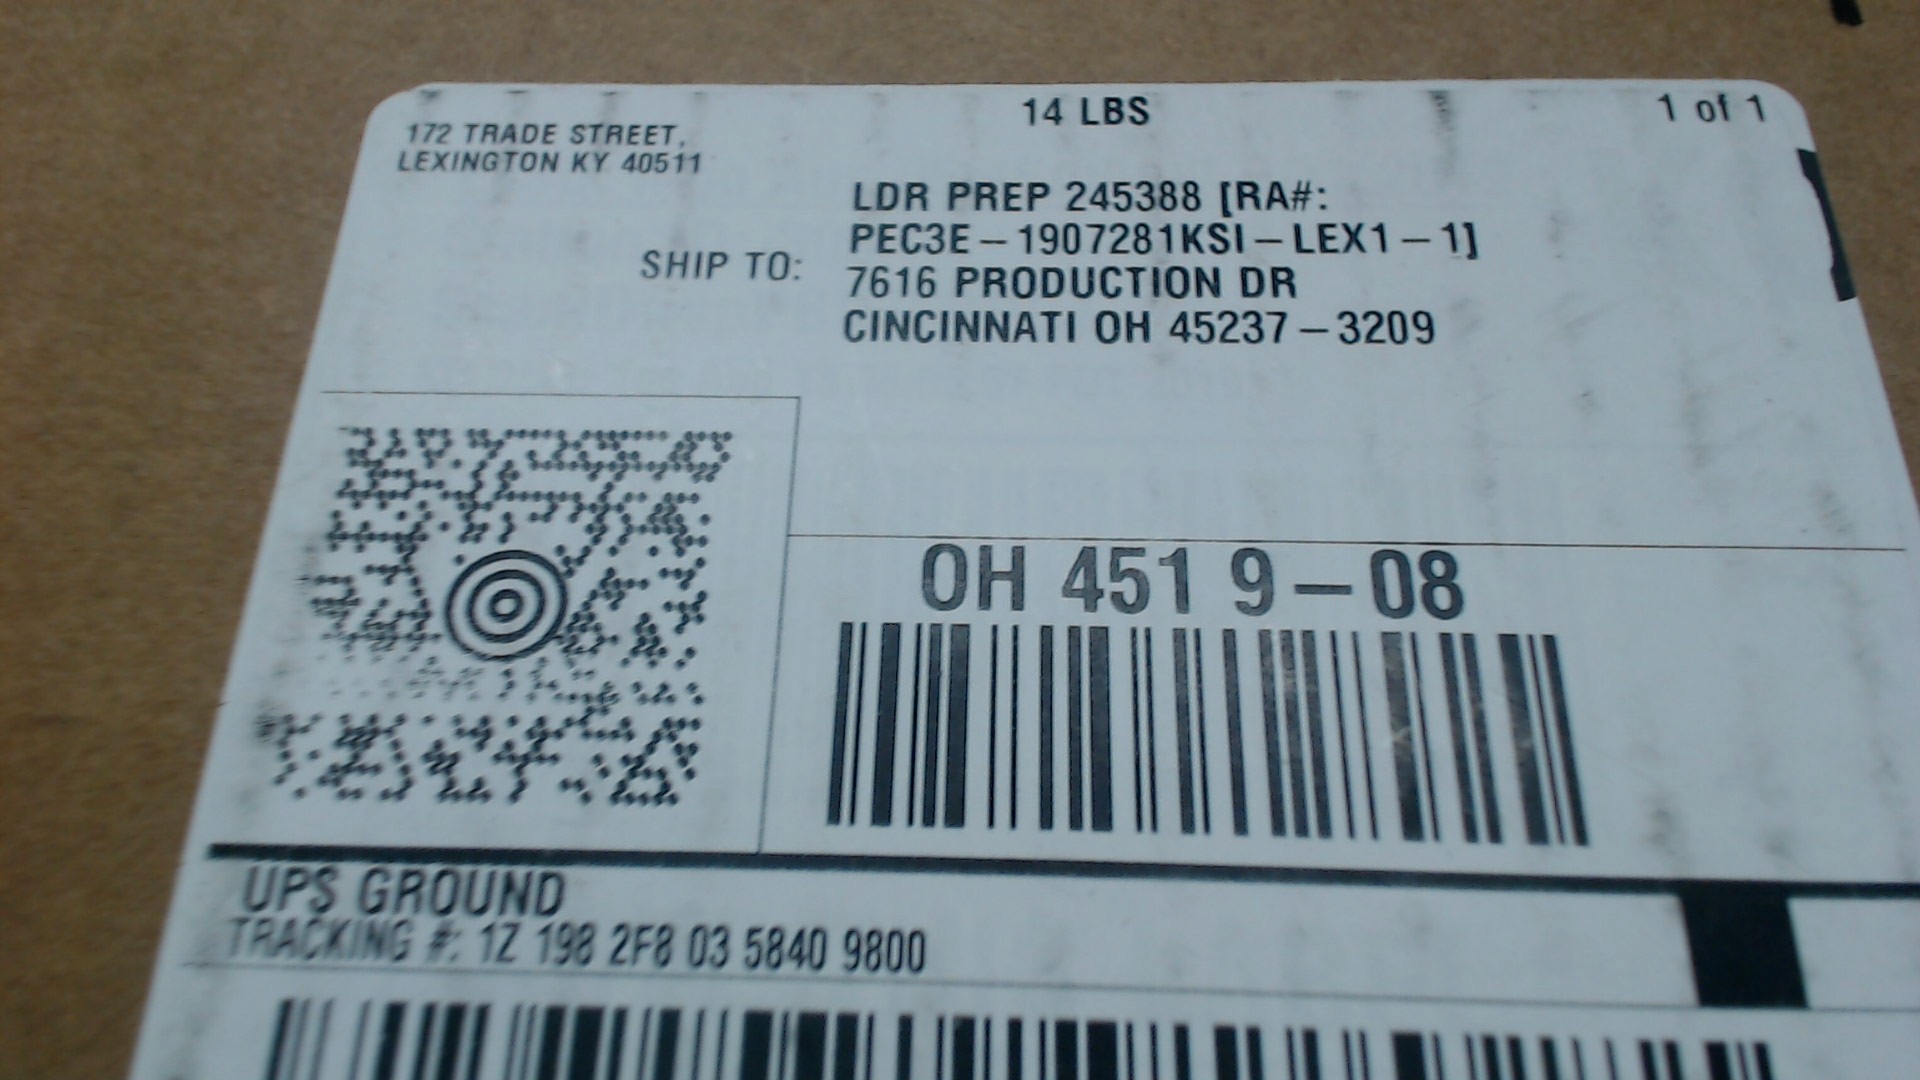 172 TRADE STREET,
LEXINGTON KY 40511
14 LBS
1 of 1
SHIP TO:
LDR PREP 245388 [RA#:
PEC3E-1907281KSI-LEX1-1]
7616 PRODUCTION DR
CINCINNATI OH 45237-3209
OH 451 9-08
UPS GROUND
TRACKING #: 1Z 198 2F8 03 5840 9800